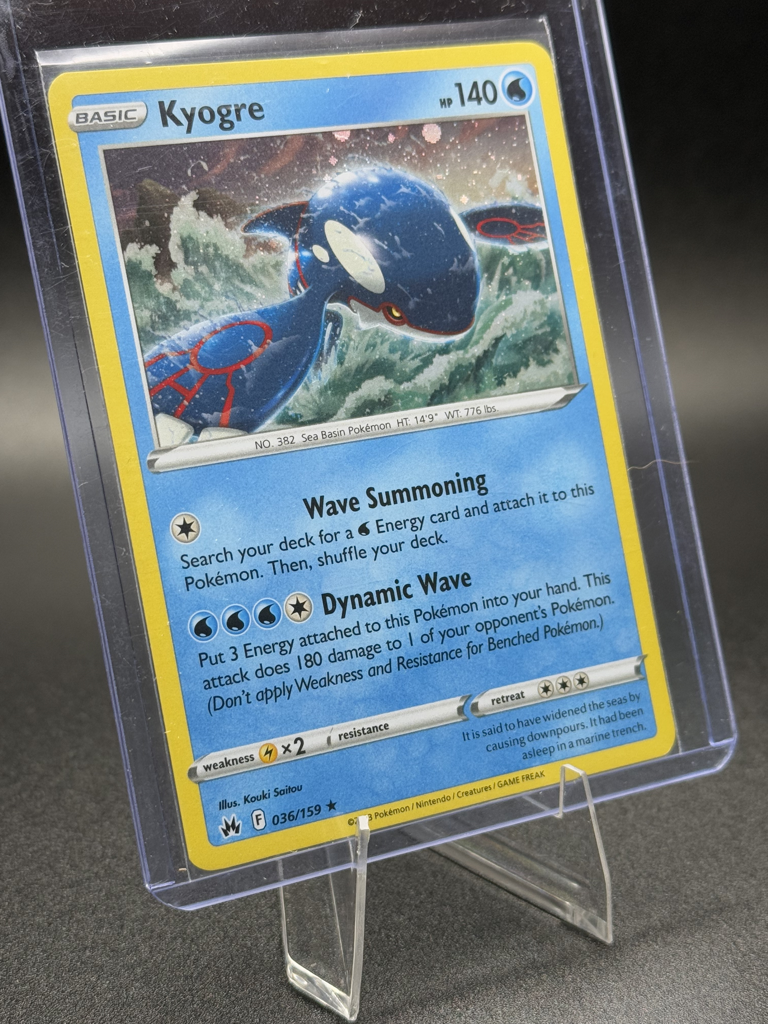 BASIC Kyogre HP 140
NO. 382 Sea Basin Pokémon HT. 14'9" WT. 776 lbs
Wave Summoning
Search your deck for a Energy card and attach it to this
Pokémon. Then, shuffle your deck.
Dynamic Wave
Put 3 Energy attached to this Pokémon into your hand. This
attack does 180 damage to 1 of your opponent's Pokémon.
(Don't apply Weakness and Resistance for Benched Pokémon.)
weakness ×2 resistance retreat
It is said to have widened the seas by
causing downpours. It had been
asleep in a marine trench.
Illus. Kouki Saitou
F 036/159 ★
Pokémon / Nintendo / Creatures / GAME FREAK